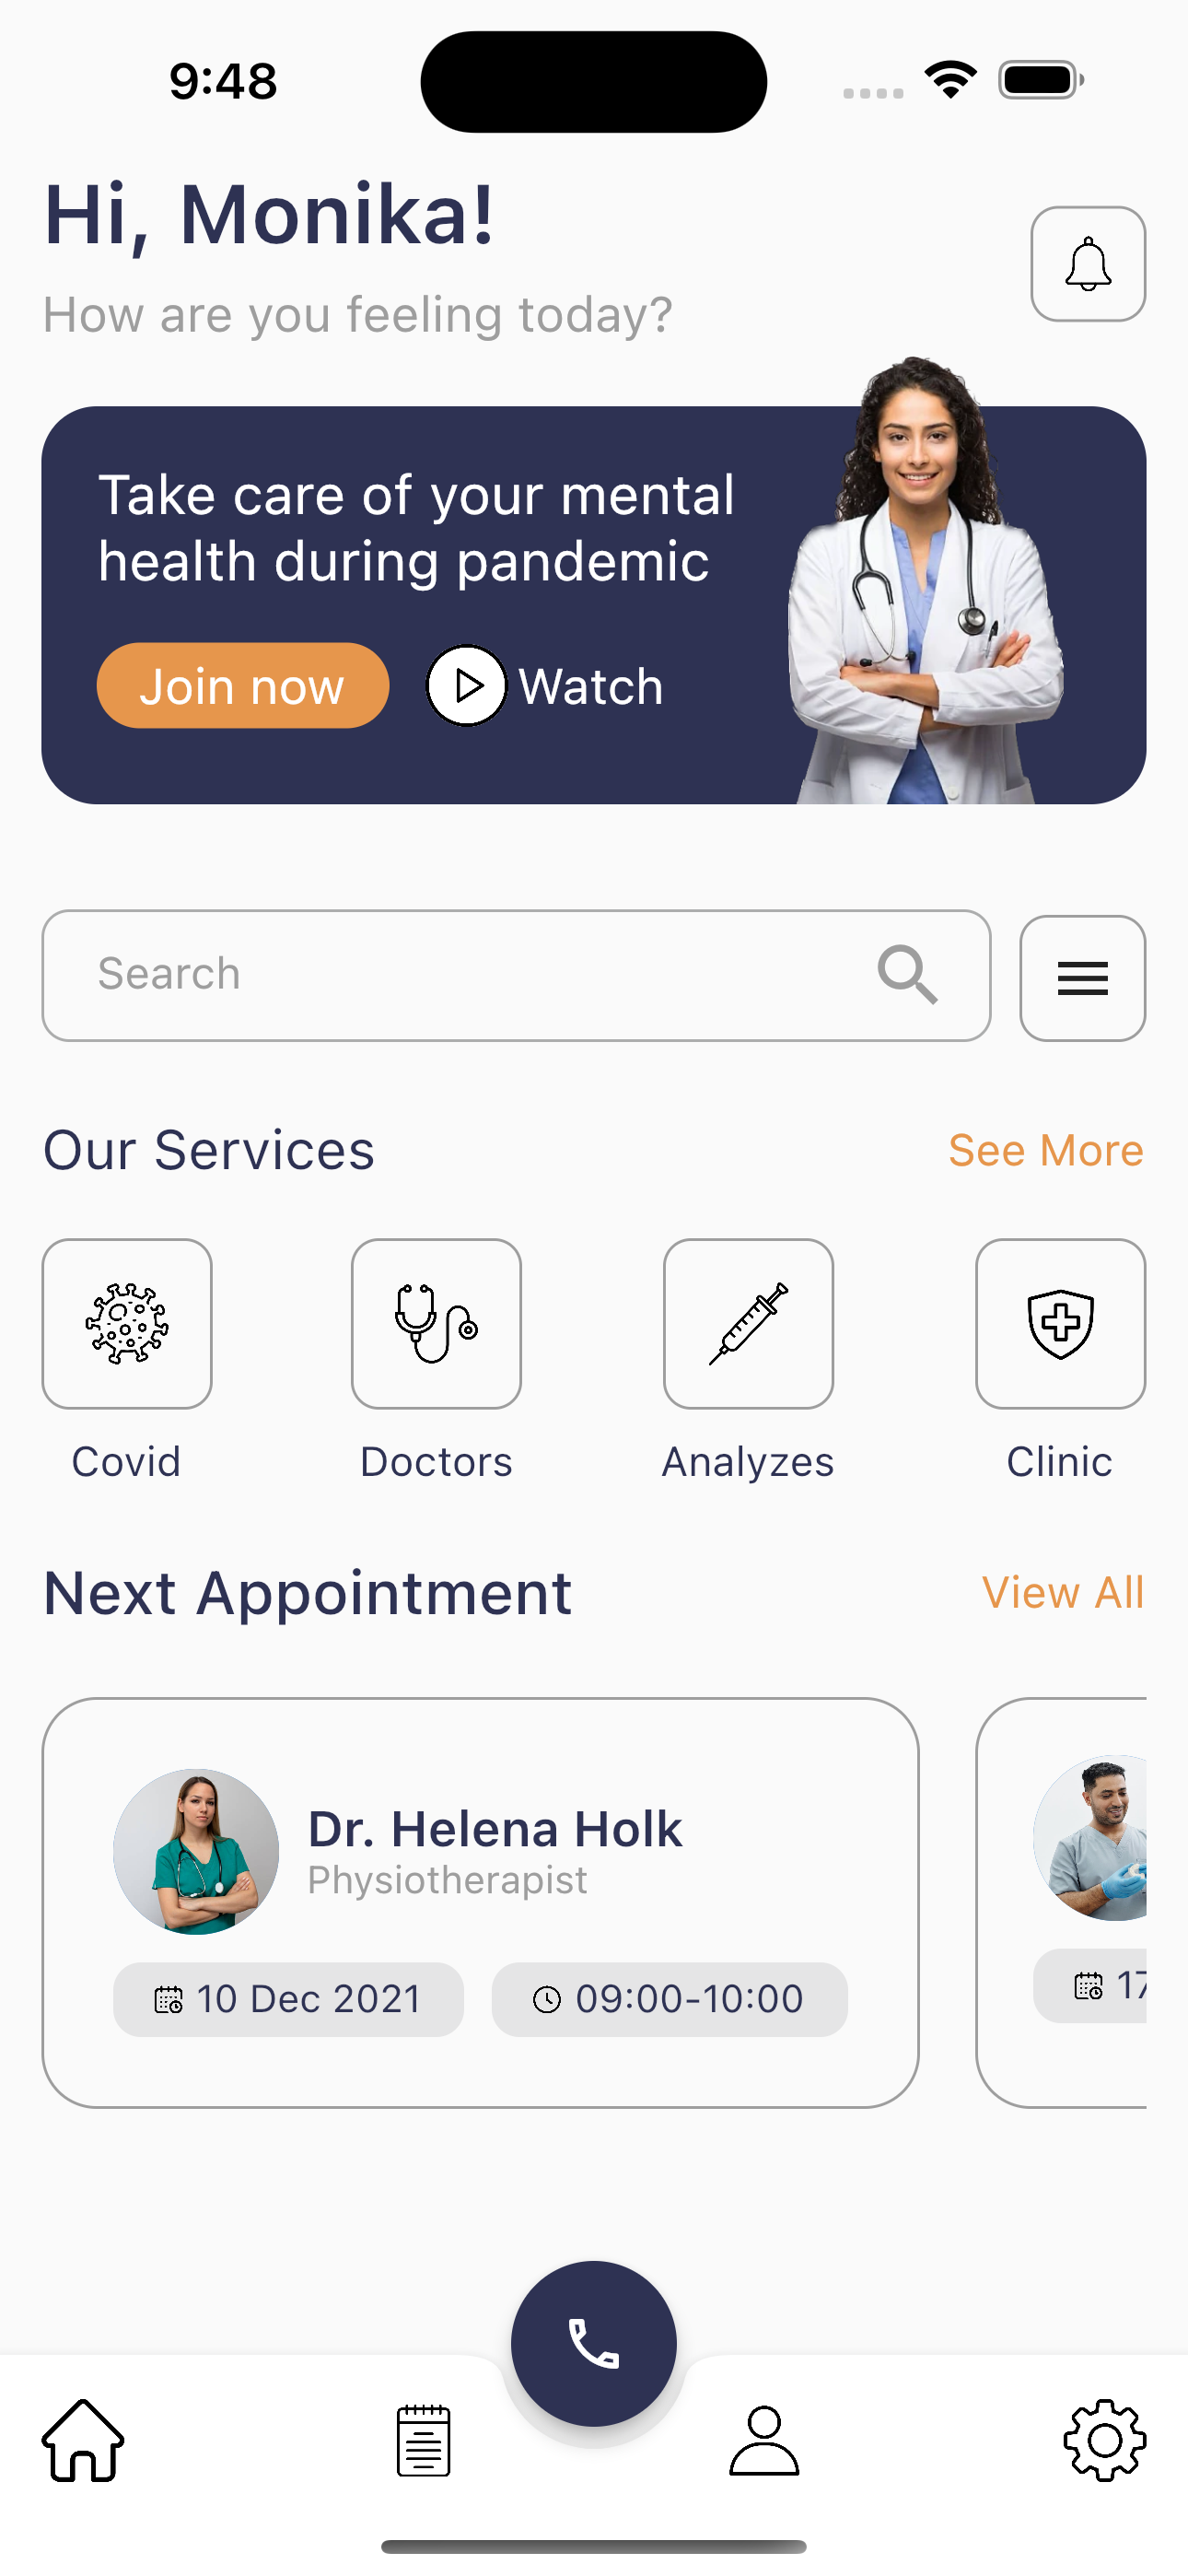 9:48
Hi, Monika!
How are you feeling today?
Take care of your mental
health during pandemic
Join now
Watch
Search
Our Services
See More
Covid
Doctors
Analyzes
Clinic
Next Appointment
View All
Dr. Helena Holk
Physiotherapist
10 Dec 2021
09:00-10:00
17